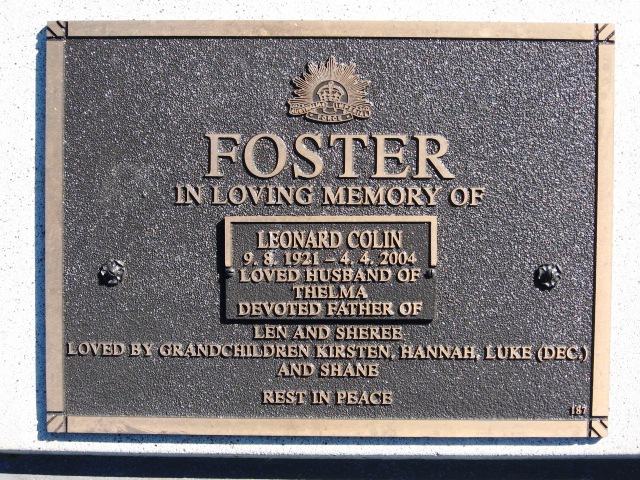 FOSTER
IN LOVING MEMORY OF
LEONARD COLIN
9. 8. 1921 – 4. 4. 2004
LOVED HUSBAND OF
THELMA
DEVOTED FATHER OF
LEN AND SHEREE
LOVED BY GRANDCHILDREN KIRSTEN, HANNAH, LUKE (DEC.)
AND SHANE
REST IN PEACE
187